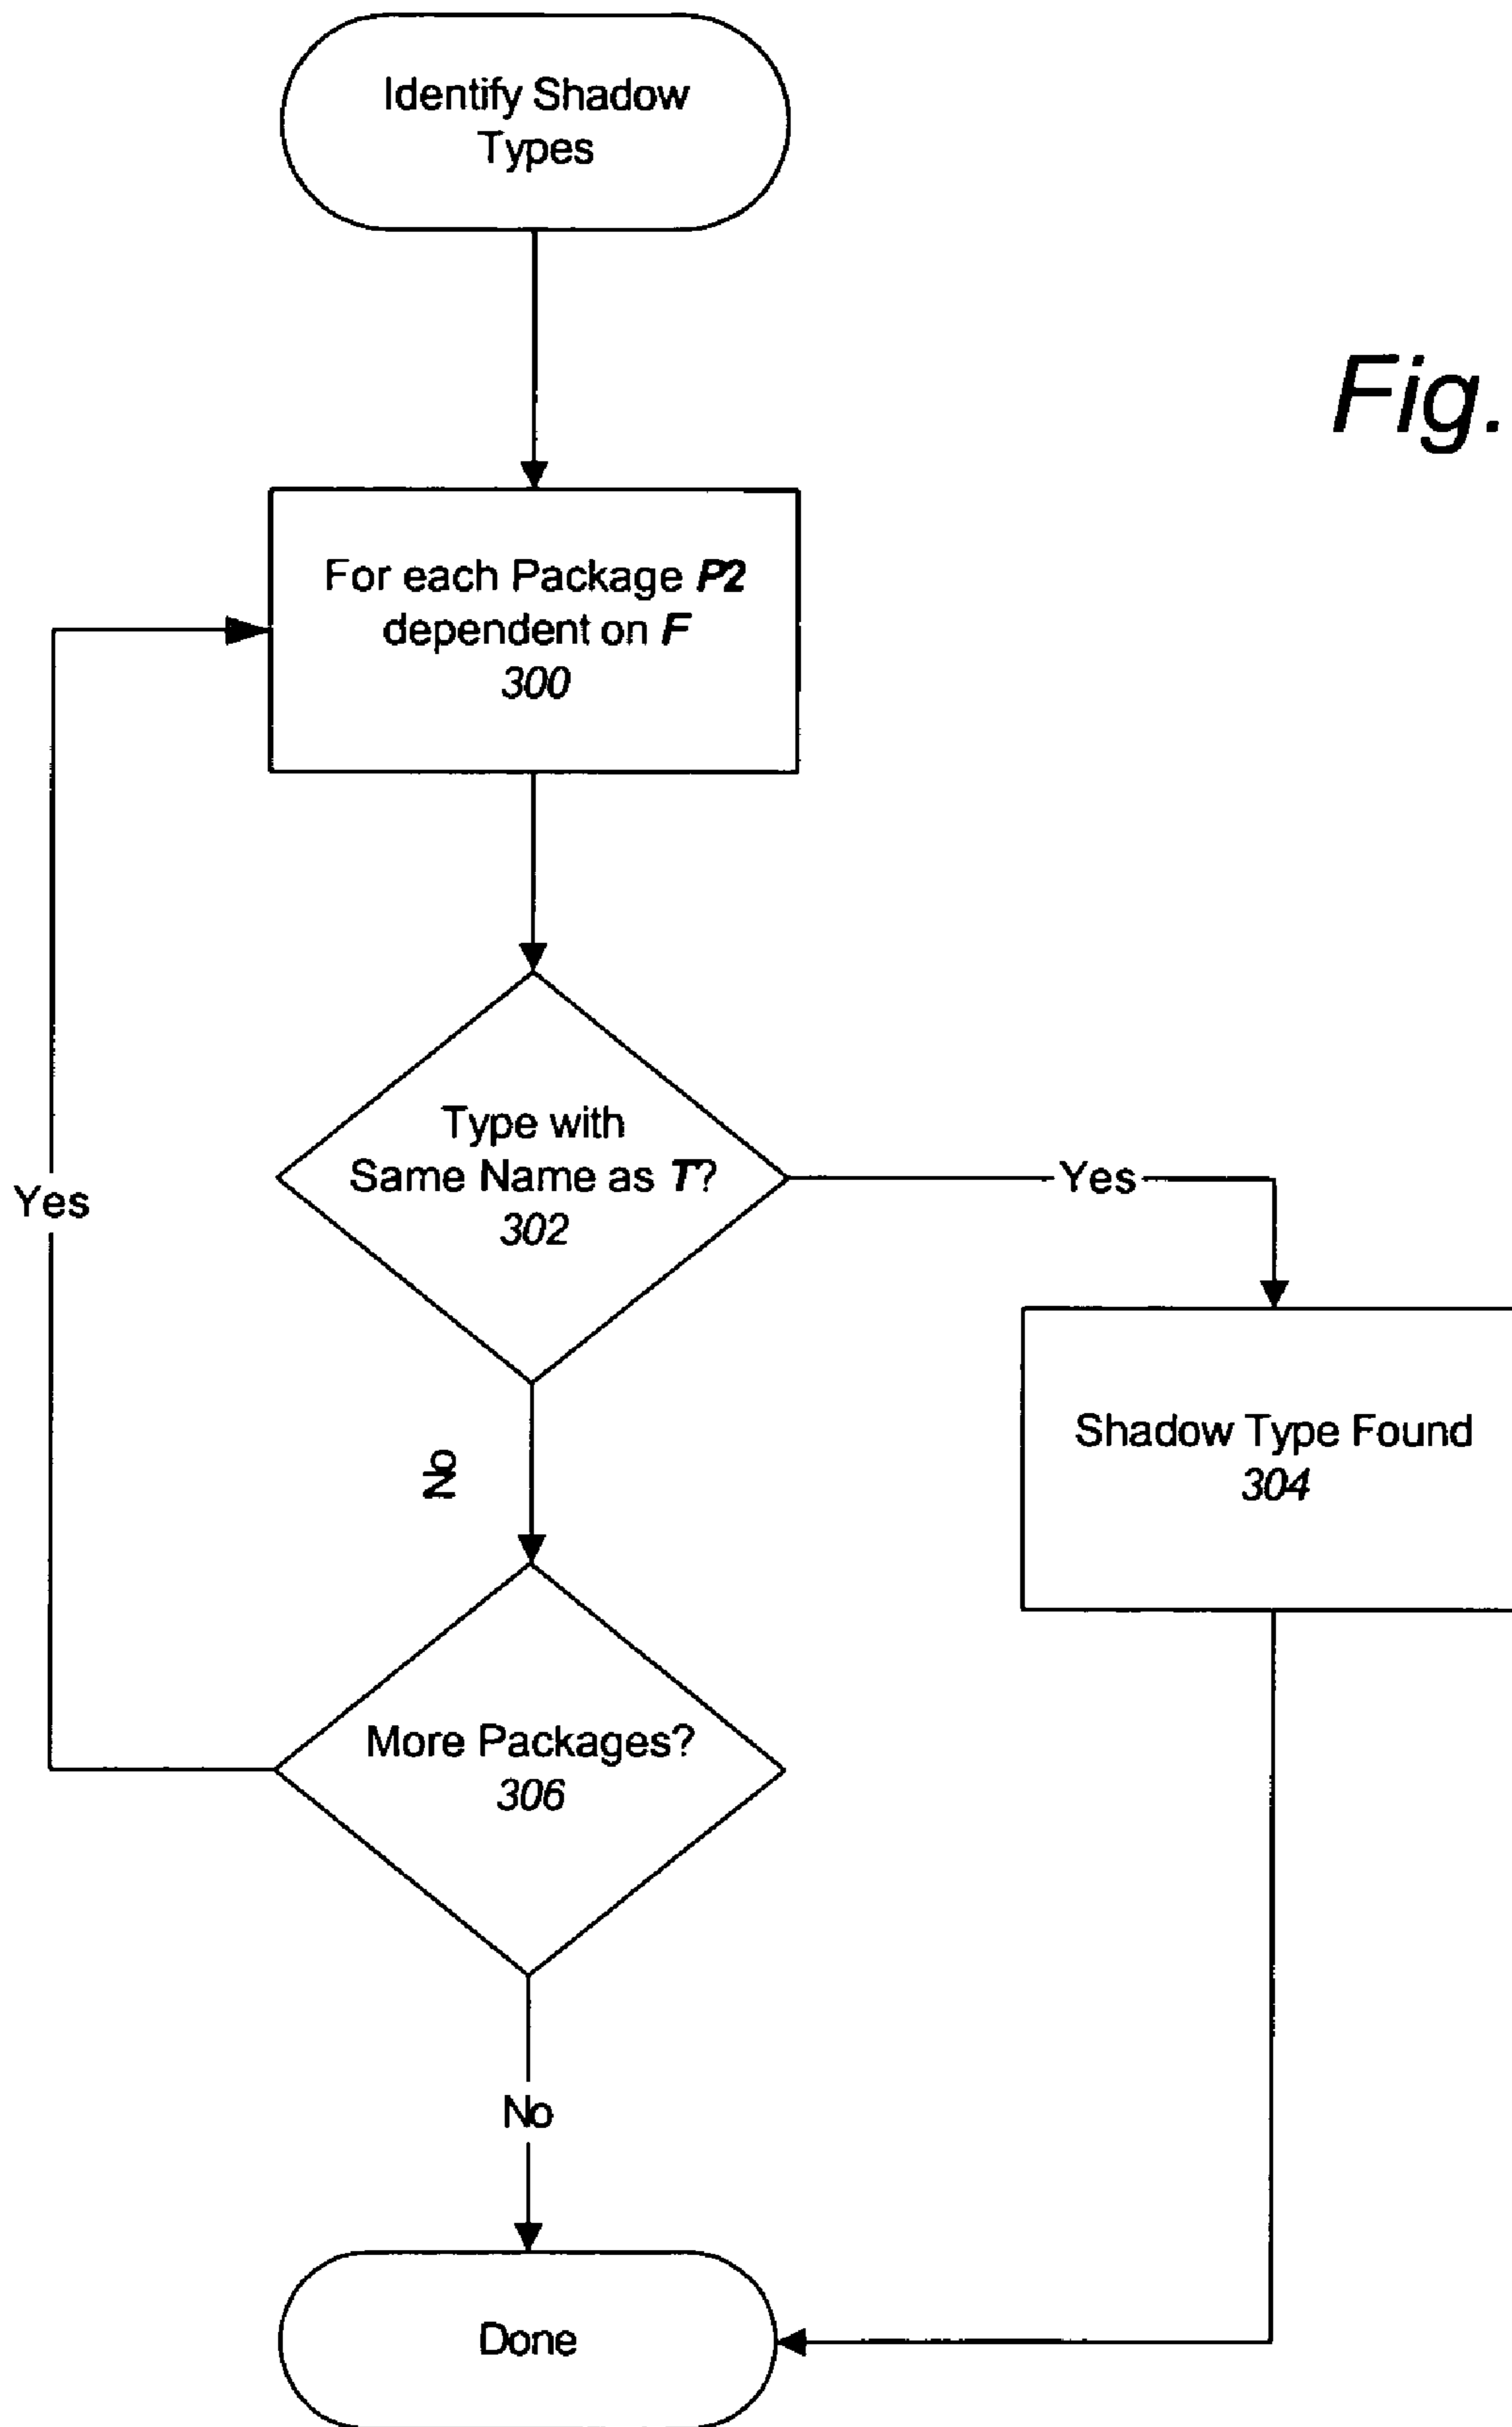 Identify Shadow
Types
Fig.
For each Package P2
dependent on F
300
Type with
Same Name as T?
302
Yes
Yes
Shadow Type Found
304
No
More Packages?
306
No
Done